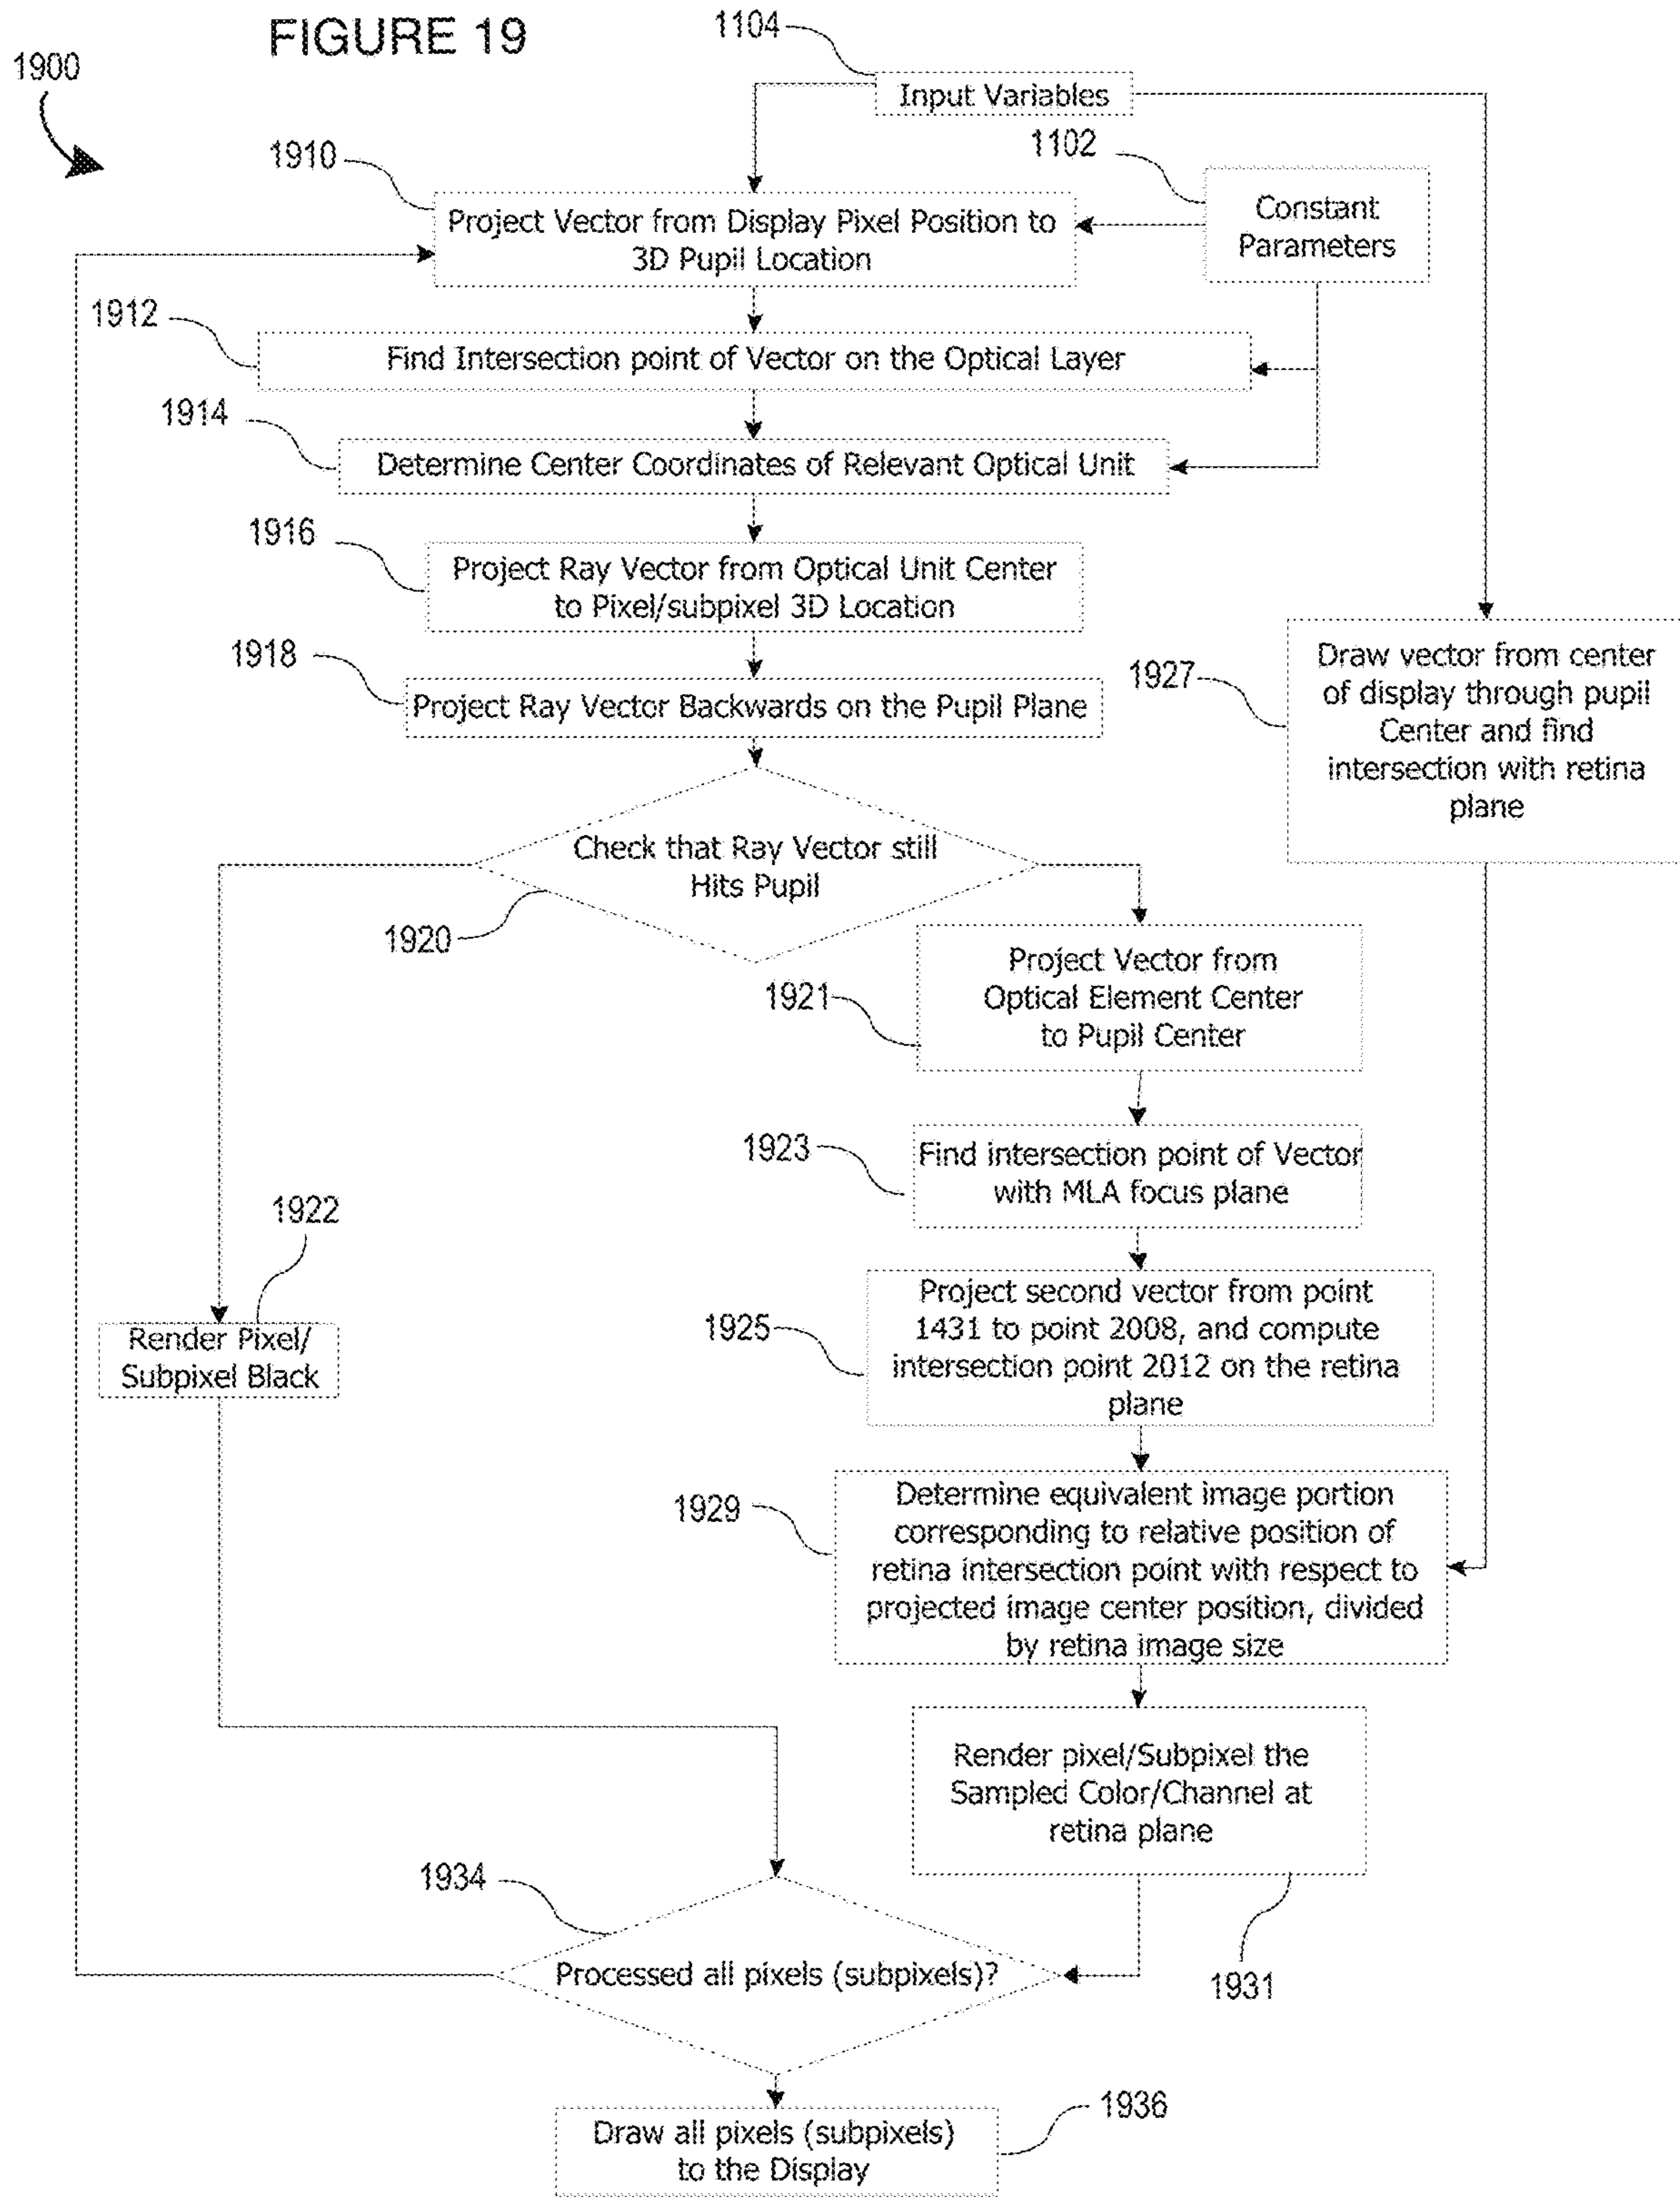 FIGURE 19
1900
1104
Input Variables
1910
1102
Project Vector from Display Pixel Position to
3D Pupil Location
Constant
Parameters
1912
Find Intersection point of Vector on the Optical Layer
1914
Determine Center Coordinates of Relevant Optical Unit
1916
Project Ray Vector from Optical Unit Center
to Pixel/subpixel 3D Location
1918
Project Ray Vector Backwards on the Pupil Plane
1927
Draw vector from center
of display through pupil
Center and find
intersection with retina
plane
Check that Ray Vector still
Hits Pupil
1920
1921
Project Vector from
Optical Element Center
to Pupil Center
1923
Find intersection point of Vector
with MLA focus plane
1922
Render Pixel/
Subpixel Black
1925
Project second vector from point
1431 to point 2008, and compute
intersection point 2012 on the retina
plane
1929
Determine equivalent image portion
corresponding to relative position of
retina intersection point with respect to
projected image center position, divided
by retina image size
Render pixel/Subpixel the
Sampled Color/Channel at
retina plane
1934
Processed all pixels (subpixels)?
1931
1936
Draw all pixels (subpixels)
to the Display